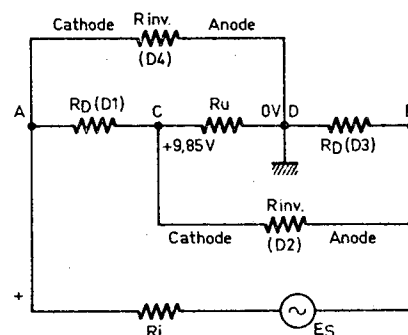 Cathode R inv. Anode
(D4)
A RD (D1) C Ru 0V D RD (D3)
+9,85 V
R inv.
Cathode (D2) Anode
+
Ri ES